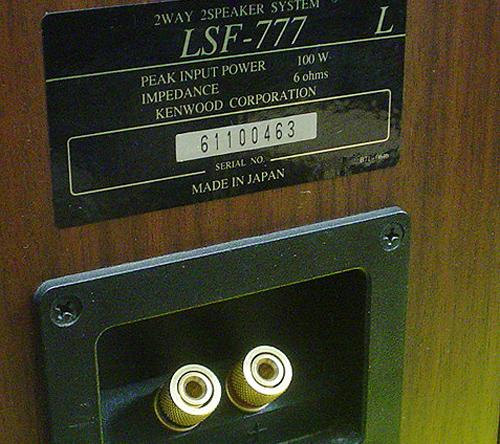 2WAY 2SPEAKER SYSTEM
LSF-777 L
PEAK INPUT POWER 100 W
IMPEDANCE 6 ohms
KENWOOD CORPORATION
61100463
SERIAL NO.
MADE IN JAPAN
+